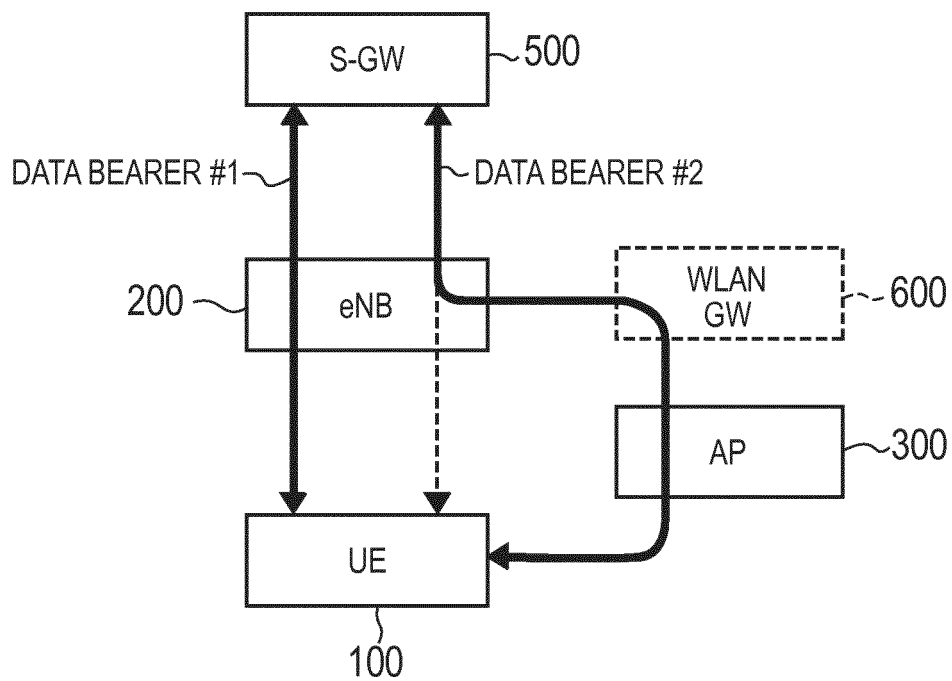 S-GW
500
DATA BEARER #1
DATA BEARER #2
200
eNB
WLAN
GW
600
AP
300
UE
100